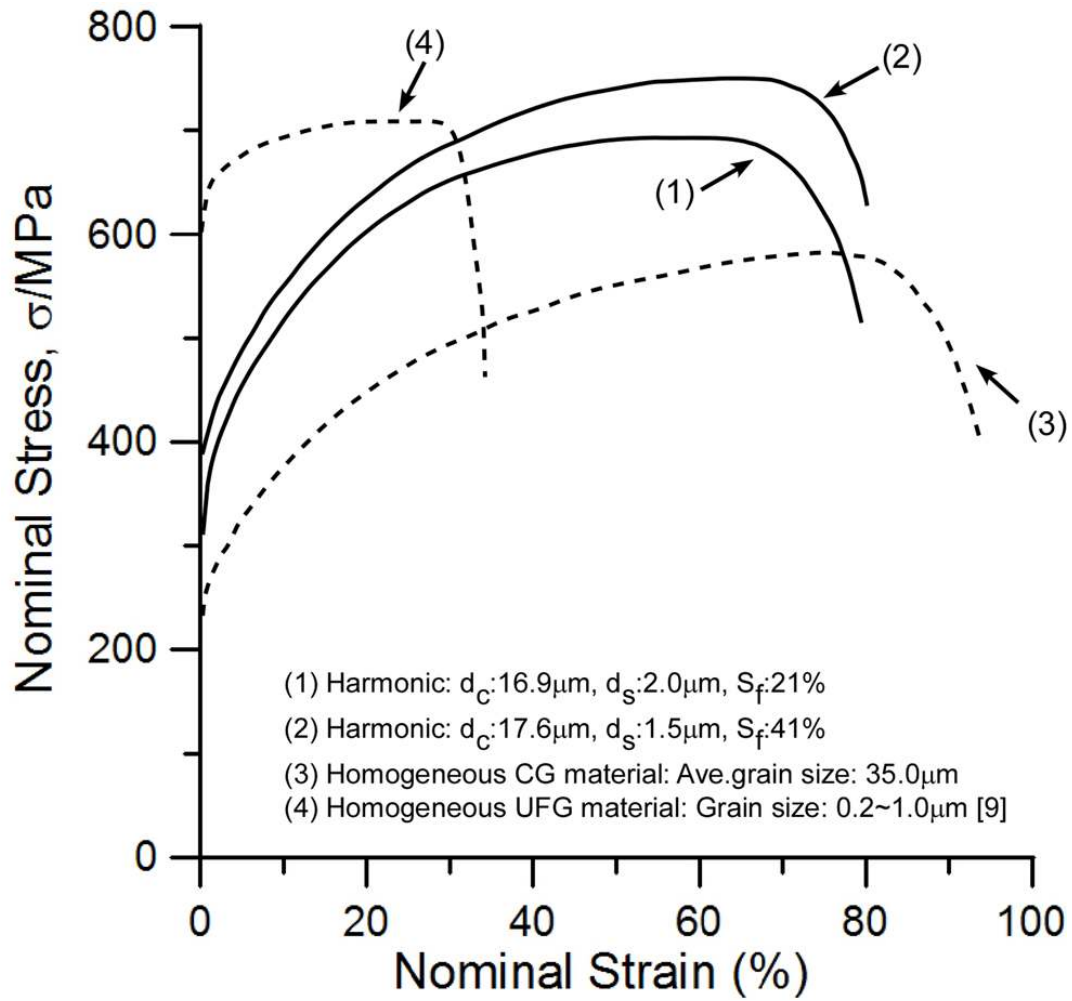 800
600
400
200
0
Nominal Stress, σ/MPa
(4)
(2)
(1)
(3)
(1) Harmonic: dc:16.9μm, ds:2.0μm, Sf:21%
(2) Harmonic: dc:17.6μm, ds:1.5μm, Sf:41%
(3) Homogeneous CG material: Ave.grain size: 35.0μm
(4) Homogeneous UFG material: Grain size: 0.2~1.0μm [9]
0 20 40 60 80 100
Nominal Strain (%)